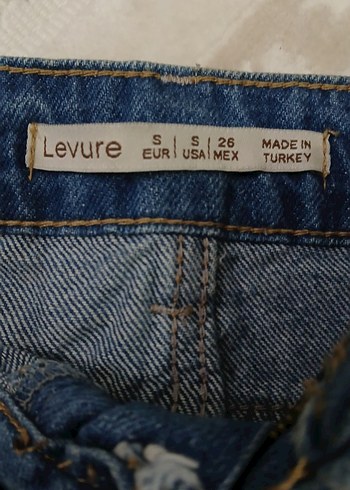 Levure S EUR | S USA | 26 MEX MADE IN TURKEY